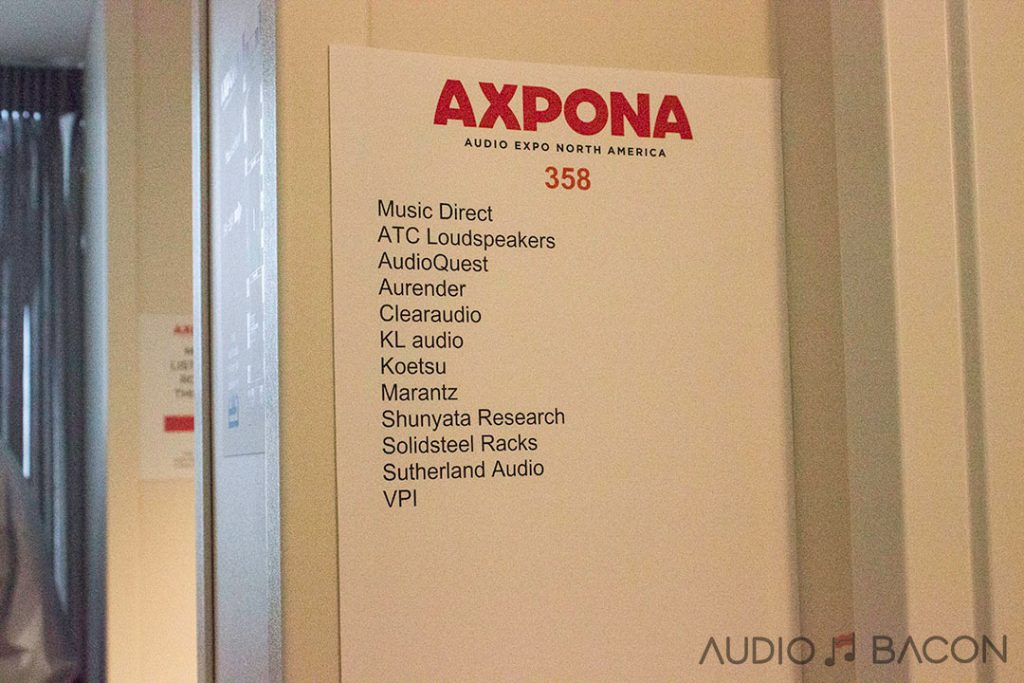 AXPONA
AUDIO EXPO NORTH AMERICA
358
Music Direct
ATC Loudspeakers
AudioQuest
Aurender
Clearaudio
KL audio
Koetsu
Marantz
Shunyata Research
Solidsteel Racks
Sutherland Audio
VPI
AUDIO BACON